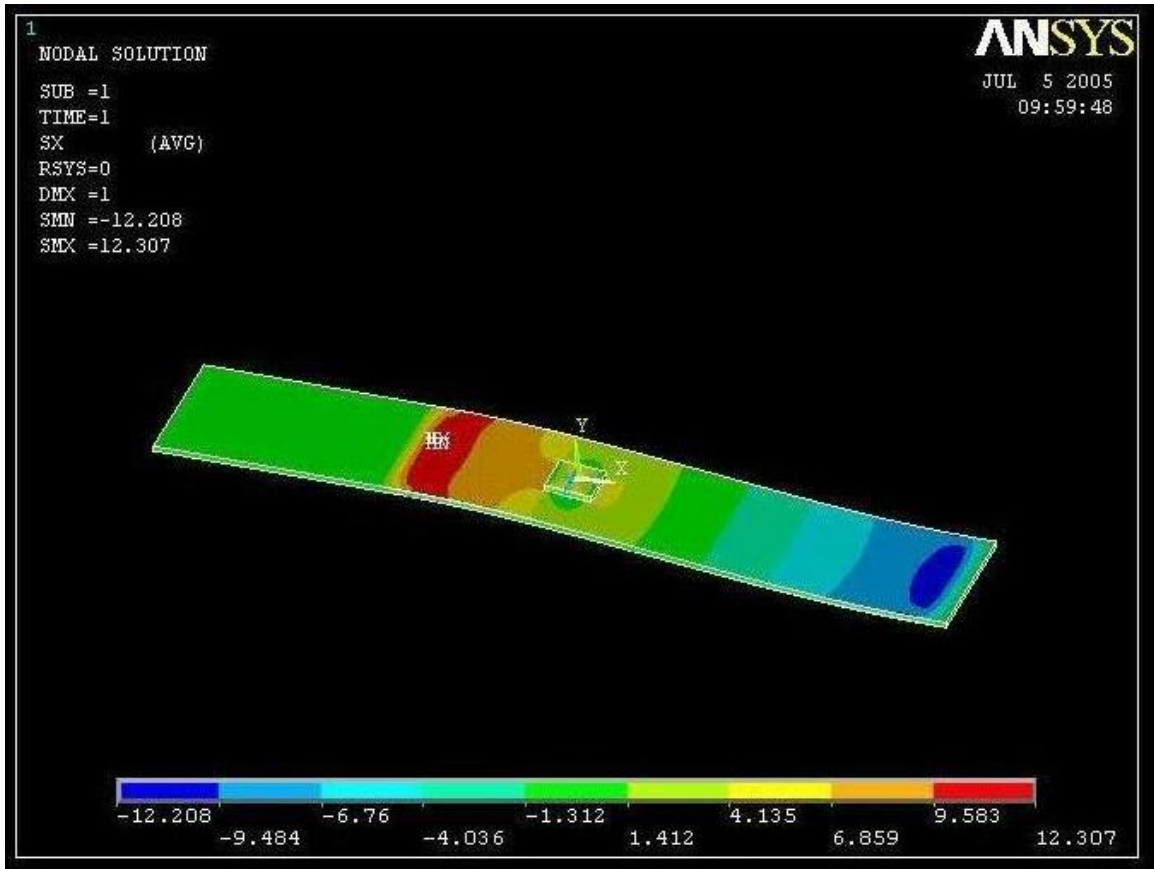 1
NODAL SOLUTION
SUB =1
TIME=1
SX (AVG)
RSYS=0
DMX =1
SMN =-12.208
SMX =12.307
ANSYS
JUL 5 2005
09:59:48
Y
X
-12.208 -6.76 -1.312 4.135 9.583
-9.484 -4.036 1.412 6.859 12.307